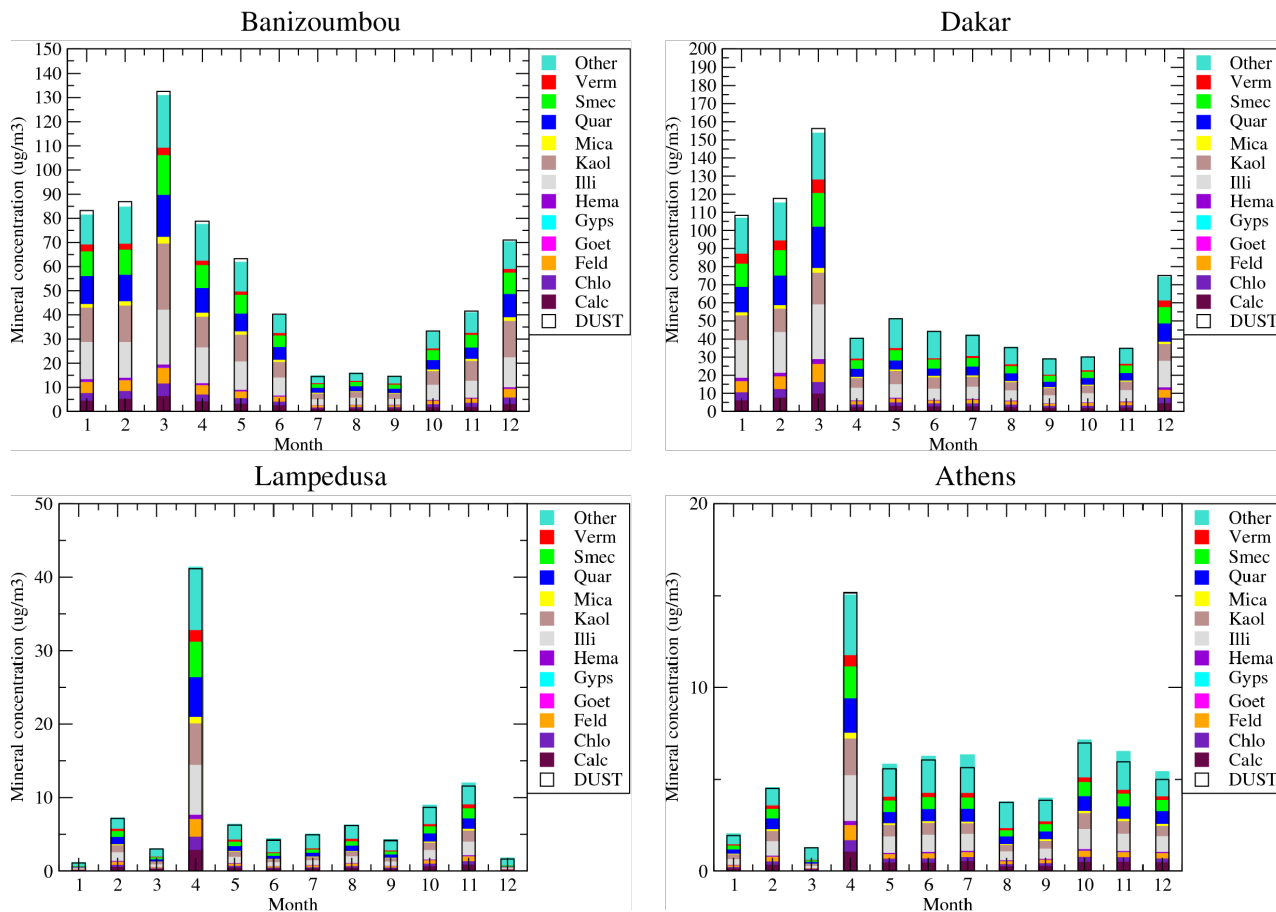 Banizoumbou
Mineral concentration (ug/m3)
150
140
130
120
110
100
90
80
70
60
50
40
30
20
10
0
1 2 3 4 5 6 7 8 9 10 11 12
Month
Other
Verm
Smec
Quar
Mica
Kaol
Illi
Hema
Gyps
Goet
Feld
Chlo
Calc
DUST
Dakar
Mineral concentration (ug/m3)
200
190
180
170
160
150
140
130
120
110
100
90
80
70
60
50
40
30
20
10
0
1 2 3 4 5 6 7 8 9 10 11 12
Month
Other
Verm
Smec
Quar
Mica
Kaol
Illi
Hema
Gyps
Goet
Feld
Chlo
Calc
DUST
Lampedusa
Mineral concentration (ug/m3)
50
40
30
20
10
0
1 2 3 4 5 6 7 8 9 10 11 12
Month
Other
Verm
Smec
Quar
Mica
Kaol
Illi
Hema
Gyps
Goet
Feld
Chlo
Calc
DUST
Athens
Mineral concentration (ug/m3)
20
10
0
1 2 3 4 5 6 7 8 9 10 11 12
Month
Other
Verm
Smec
Quar
Mica
Kaol
Illi
Hema
Gyps
Goet
Feld
Chlo
Calc
DUST